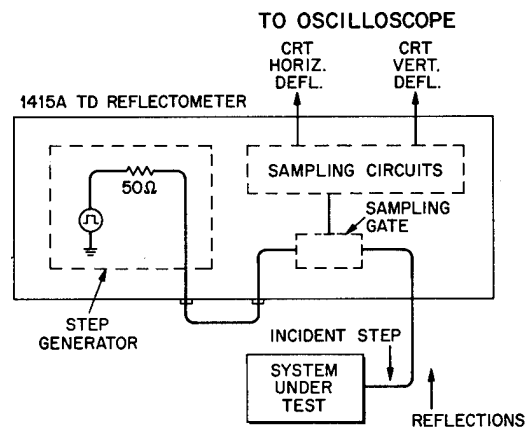 TO OSCILLOSCOPE
CRT
HORIZ.
DEFL.
CRT
VERT.
DEFL.
1415A TD REFLECTOMETER
50Ω
SAMPLING CIRCUITS
SAMPLING
GATE
STEP
GENERATOR
INCIDENT STEP
SYSTEM
UNDER
TEST
REFLECTIONS